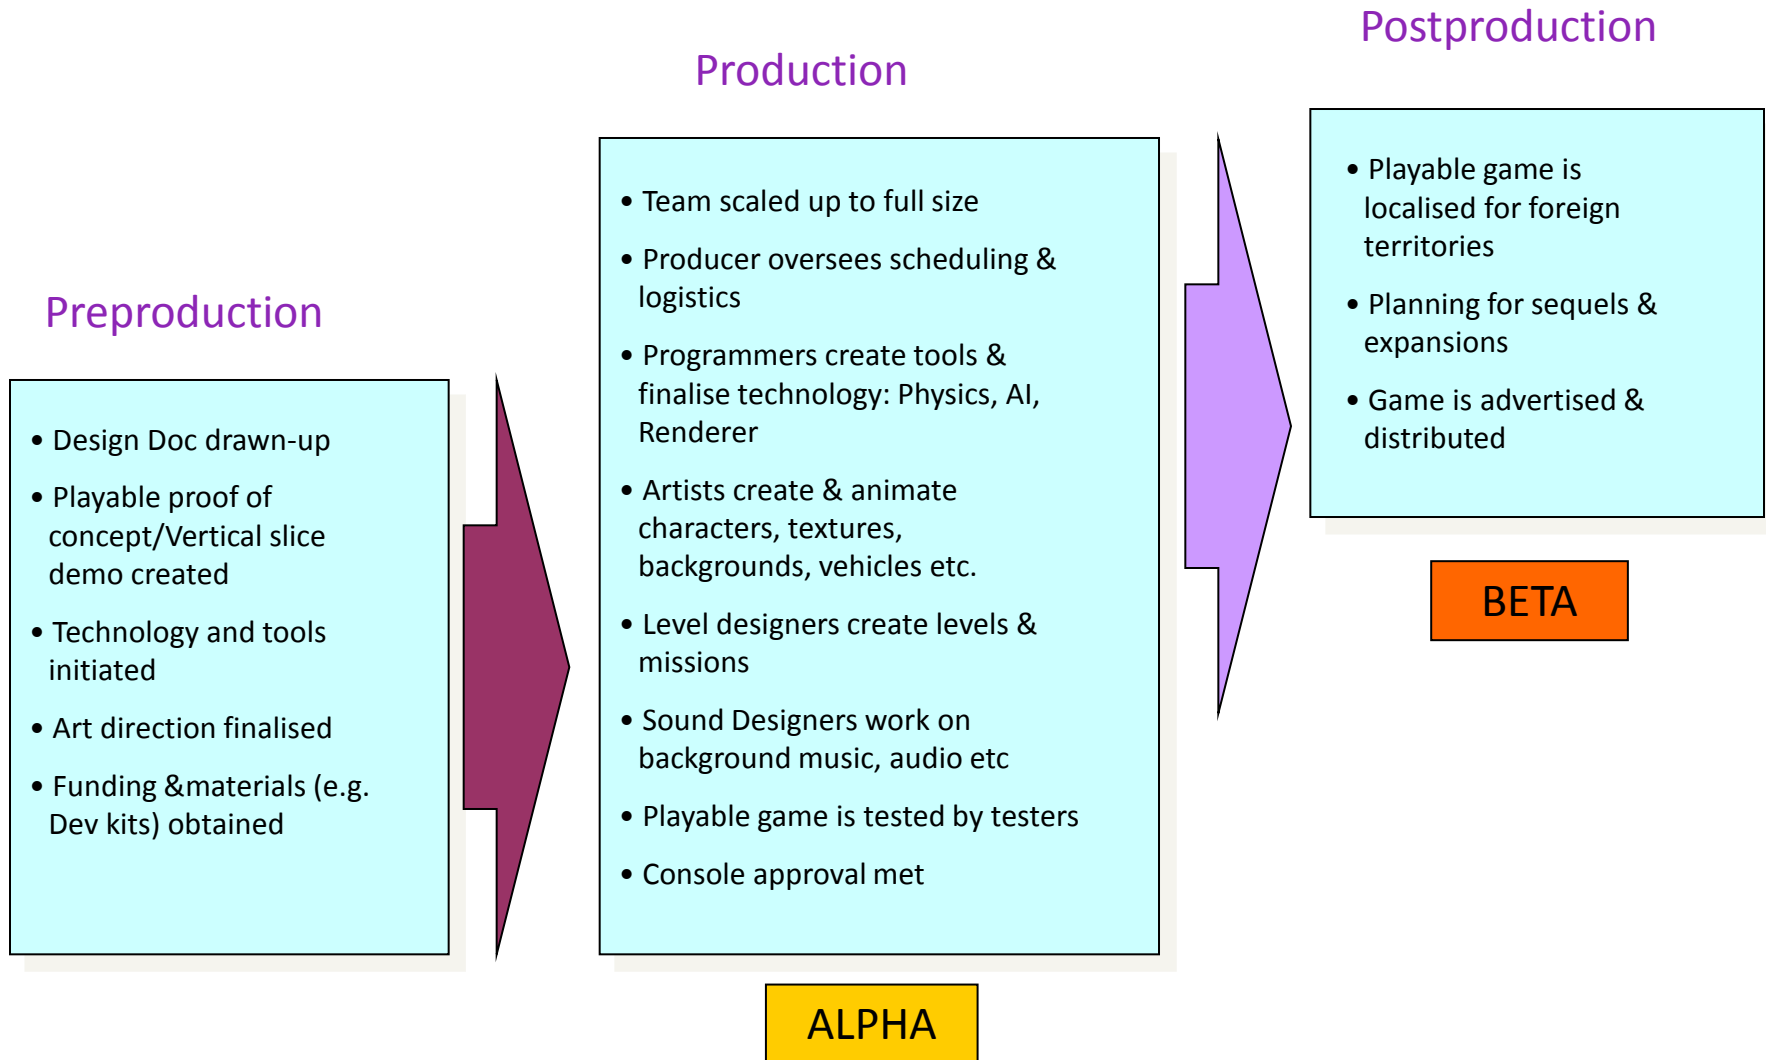 Preproduction
• Design Doc drawn-up
• Playable proof of
concept/Vertical slice
demo created
• Technology and tools
initiated
• Art direction finalised
• Funding &materials (e.g.
Dev kits) obtained
Production
• Team scaled up to full size
• Producer oversees scheduling &
logistics
• Programmers create tools &
finalise technology: Physics, AI,
Renderer
• Artists create & animate
characters, textures,
backgrounds, vehicles etc.
• Level designers create levels &
missions
• Sound Designers work on
background music, audio etc
• Playable game is tested by testers
• Console approval met
ALPHA
Postproduction
• Playable game is
localised for foreign
territories
• Planning for sequels &
expansions
• Game is advertised &
distributed
BETA